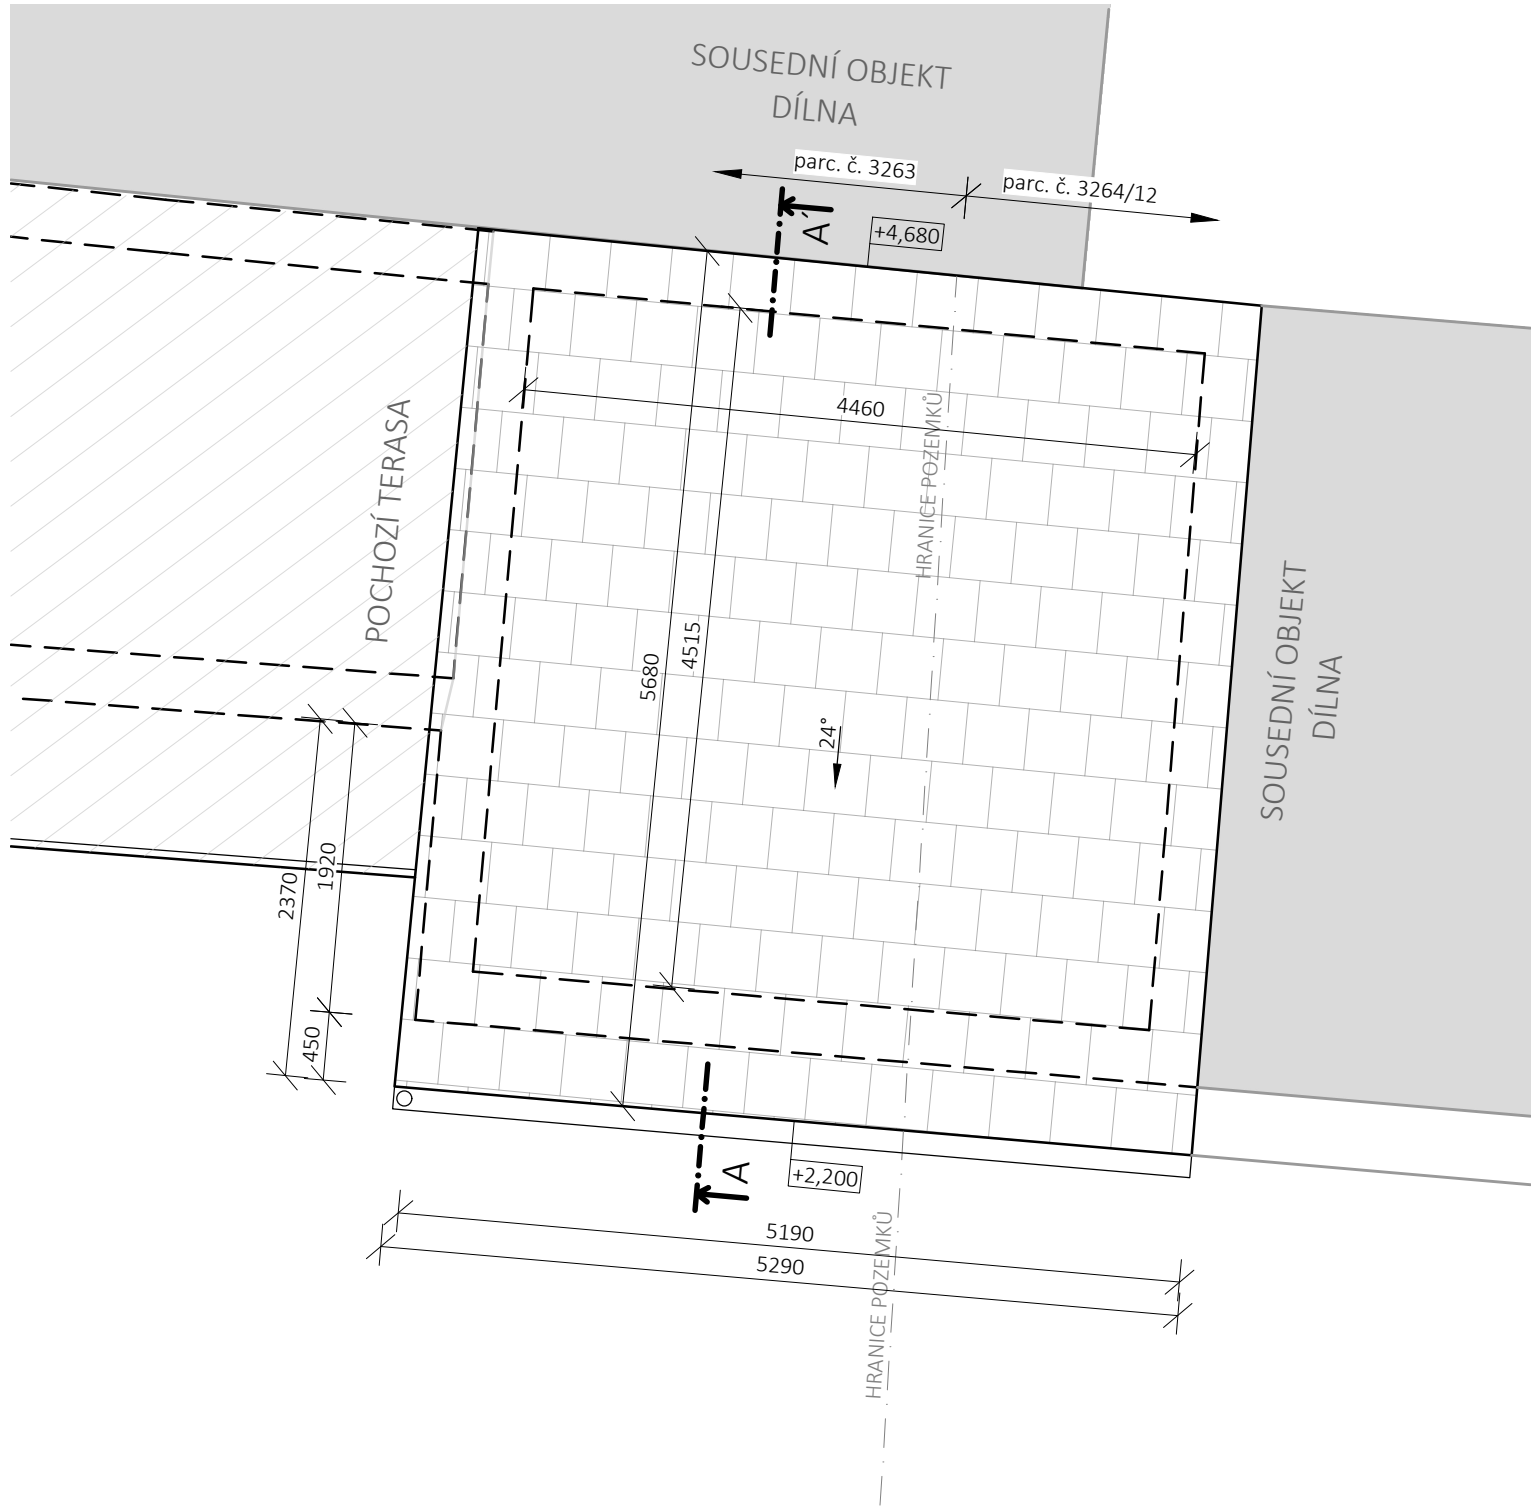 SOUSEDNÍ OBJEKT
DÍLNA
parc. č. 3263
parc. č. 3264/12
A´
+4,680
4460
HRANICE POZEMKŮ
POCHOZÍ TERASA
5680
4515
24°
SOUSEDNÍ OBJEKT
DÍLNA
2370
1920
450
A
+2,200
5190
5290
HRANICE POZEMKŮ